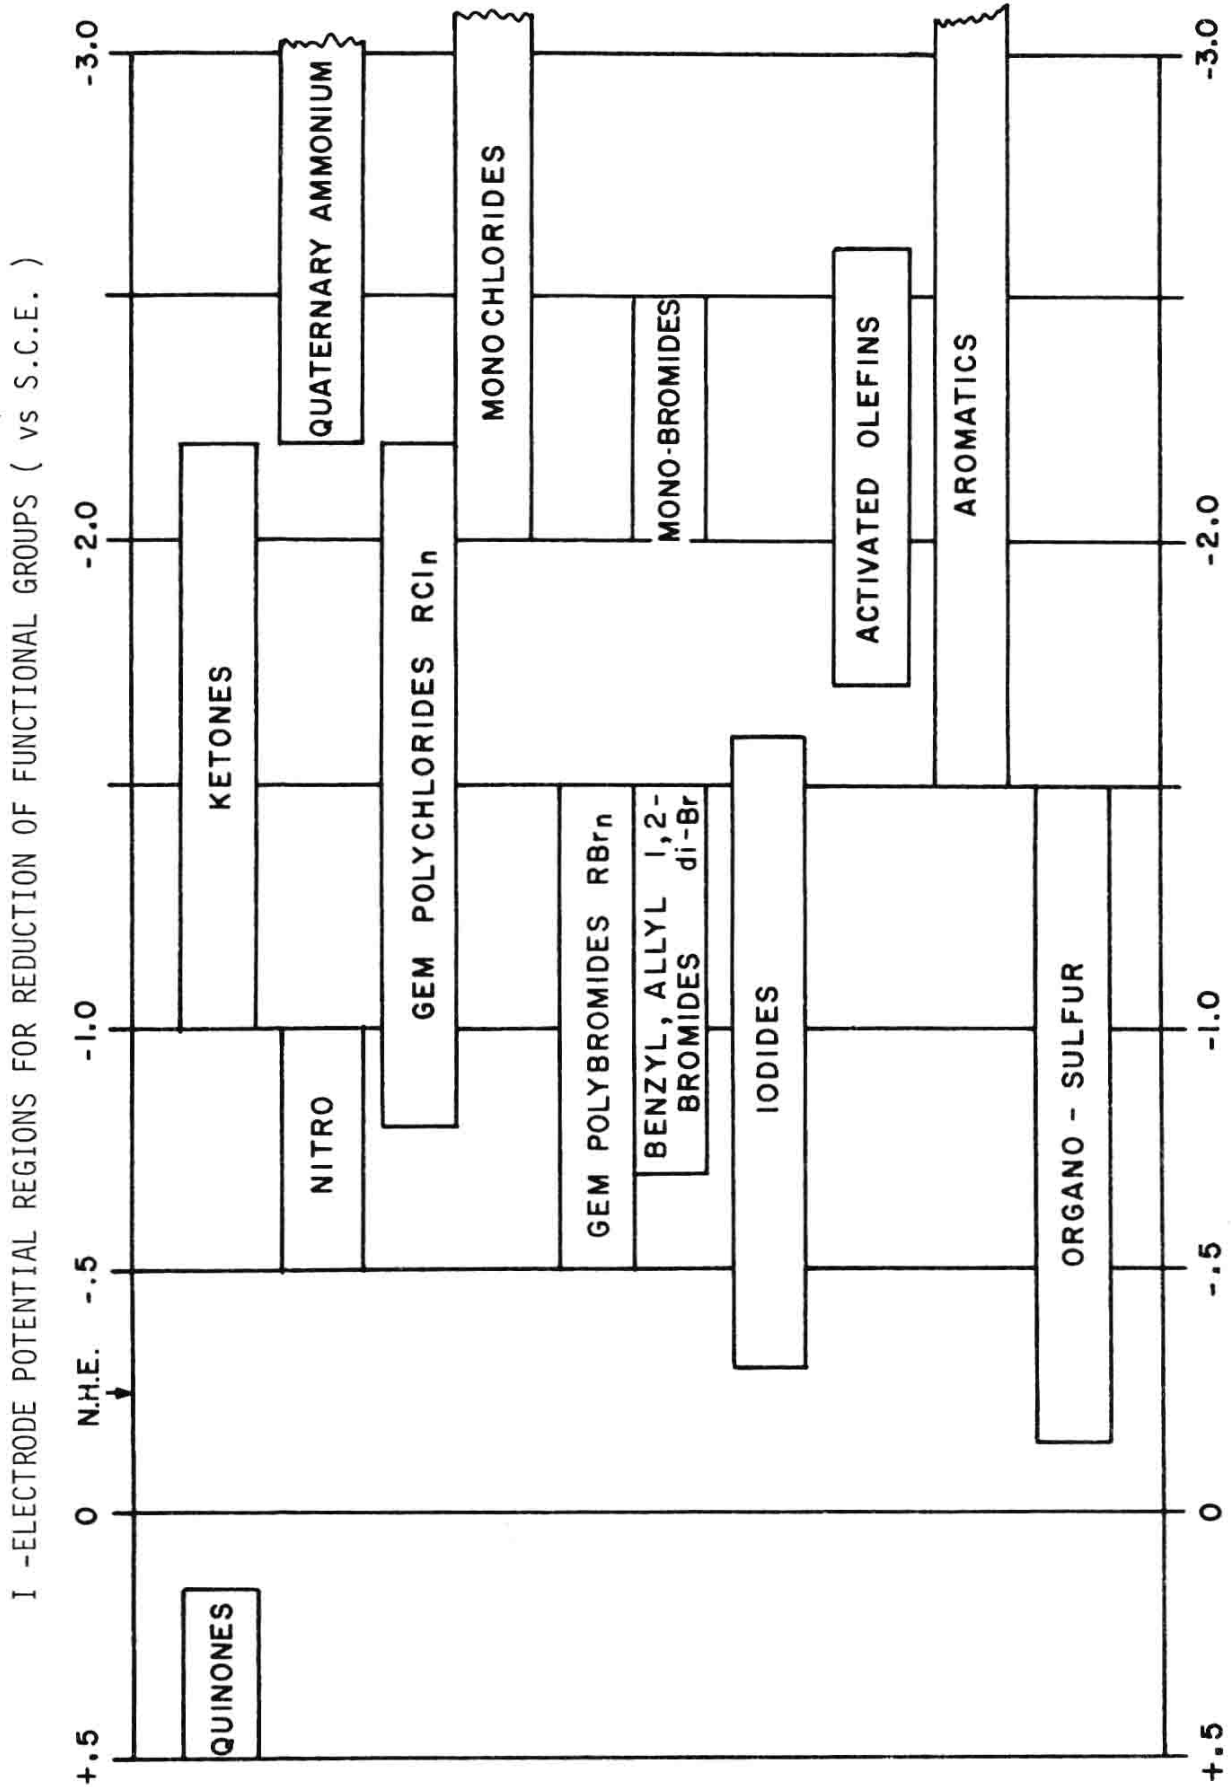 I -ELECTRODE POTENTIAL REGIONS FOR REDUCTION OF FUNCTIONAL GROUPS ( vs S.C.E. )
+.5 0 N.H.E. -.5 -1.0 -2.0 -3.0
QUINONES
KETONES
NITRO
QUATERNARY AMMONIUM
GEM POLYCHLORIDES RCln
MONOCHLORIDES
GEM POLYBROMIDES RBrn
BENZYL, ALLYL 1,2-
BROMIDES di-Br
MONO-BROMIDES
IODIDES
ACTIVATED OLEFINS
AROMATICS
ORGANO - SULFUR
+.5 0 -.5 -1.0 -2.0 -3.0